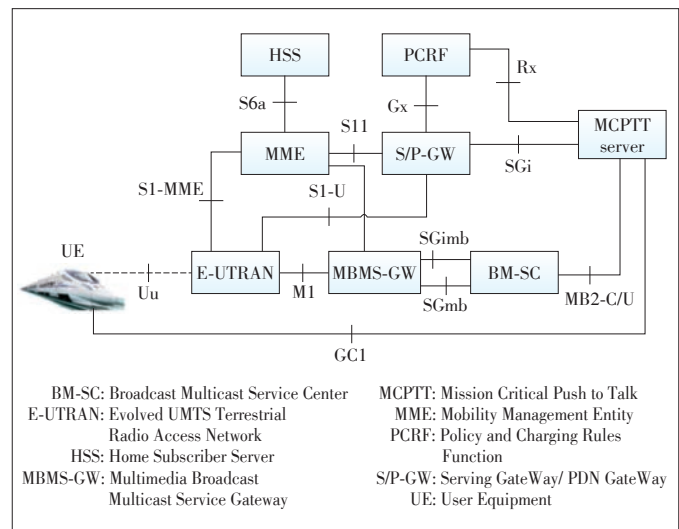 HSS
PCRF
Rx
S6a
Gx
MCPTT
server
S11
MME
S/P-GW
SGi
S1-MME
S1-U
UE
SGimb
E-UTRAN
MBMS-GW
BM-SC
Uu
M1
SGmb
MB2-C/U
GC1
BM-SC: Broadcast Multicast Service Center
E-UTRAN: Evolved UMTS Terrestrial
Radio Access Network
HSS: Home Subscriber Server
MBMS-GW: Multimedia Broadcast
Multicast Service Gateway
MCPTT: Mission Critical Push to Talk
MME: Mobility Management Entity
PCRF: Policy and Charging Rules
Function
S/P-GW: Serving GateWay/ PDN GateWay
UE: User Equipment